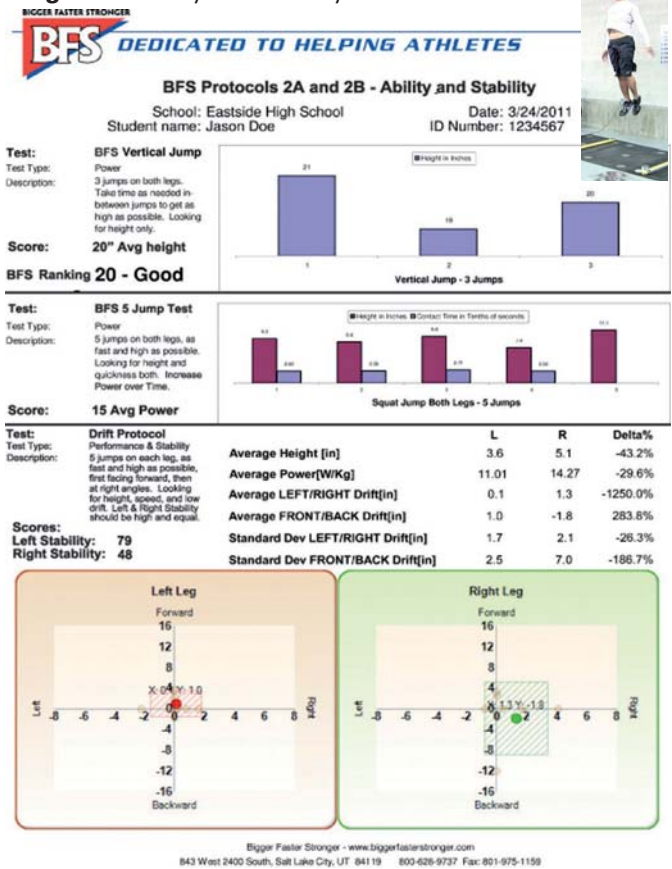 BIGGER FASTER STRONGER
BFS DEDICATED TO HELPING ATHLETES
BFS Protocols 2A and 2B - Ability and Stability
School: Eastside High School Date: 3/24/2011
Student name: Jason Doe ID Number: 1234567
Test: BFS Vertical Jump
Test Type: Power
Description: 3 jumps on both legs.
Take time as needed in-
between jumps to get as
high as possible. Looking
for height only.
Score: 20" Avg height
BFS Ranking 20 - Good
Height in Inches
21
19
20
1 2 3
Vertical Jump - 3 Jumps
Test: BFS 5 Jump Test
Test Type: Power
Description: 5 jumps on both legs, as
fast and high as possible.
Looking for height and
quickness both. Increase
Power over Time.
Score: 15 Avg Power
Height in Inches Contact Time in Tenths of seconds
1 2 3 4 5
Squat Jump Both Legs - 5 Jumps
Test: Drift Protocol
Test Type: Performance & Stability
Description: 5 jumps on each leg, as
fast and high as possible,
first facing forward, then
at right angles. Looking
for height, speed, and low
drift. Left & Right Stability
should be high and equal.
Scores:
Left Stability: 79
Right Stability: 48
L R Delta%
Average Height [in] 3.6 5.1 -43.2%
Average Power[W/Kg] 11.01 14.27 -29.6%
Average LEFT/RIGHT Drift[in] 0.1 1.3 -1250.0%
Average FRONT/BACK Drift[in] 1.0 -1.8 283.8%
Standard Dev LEFT/RIGHT Drift[in] 1.7 2.1 -26.3%
Standard Dev FRONT/BACK Drift[in] 2.5 7.0 -186.7%
Left Leg
Forward
16
12
8
4
X: 0.1 Y: 1.0
Left -8 -6 -4 -2 0 2 4 6 8 Right
-4
-8
-12
-16
Backward
Right Leg
Forward
16
12
8
4
X: 1.3 Y: -1.8
Left -8 -6 -4 -2 0 2 4 6 8 Right
-4
-8
-12
-16
Backward
Bigger Faster Stronger - www.biggerfasterstronger.com
843 West 2400 South, Salt Lake City, UT 84119 800-628-9737 Fax: 801-975-1159